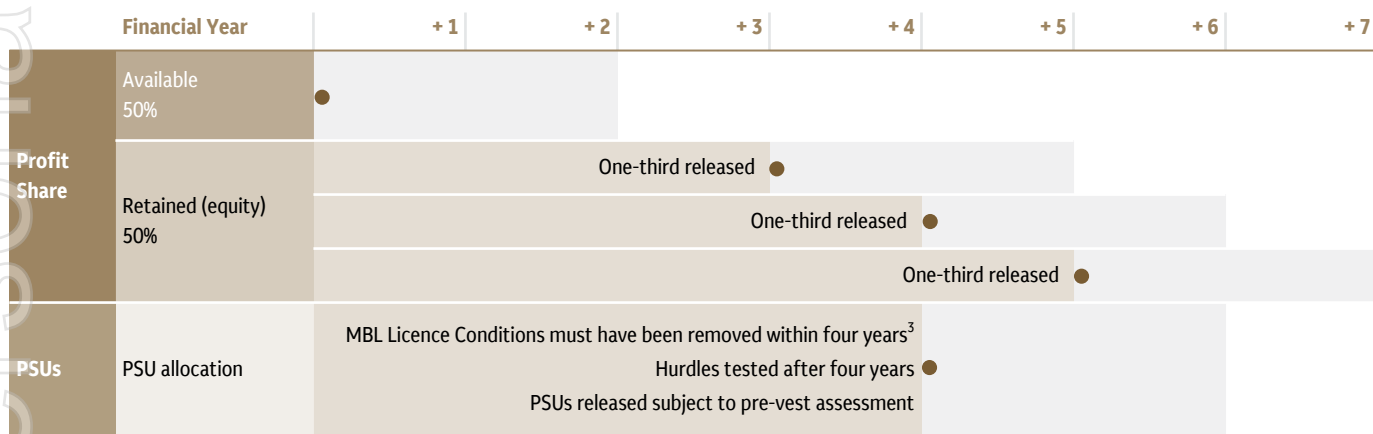 Financial Year + 1 + 2 + 3 + 4 + 5 + 6 + 7
Profit
Share
Available
50%
Retained (equity)
50%
One-third released
One-third released
One-third released
PSUs
PSU allocation
MBL Licence Conditions must have been removed within four years³
Hurdles tested after four years
PSUs released subject to pre-vest assessment